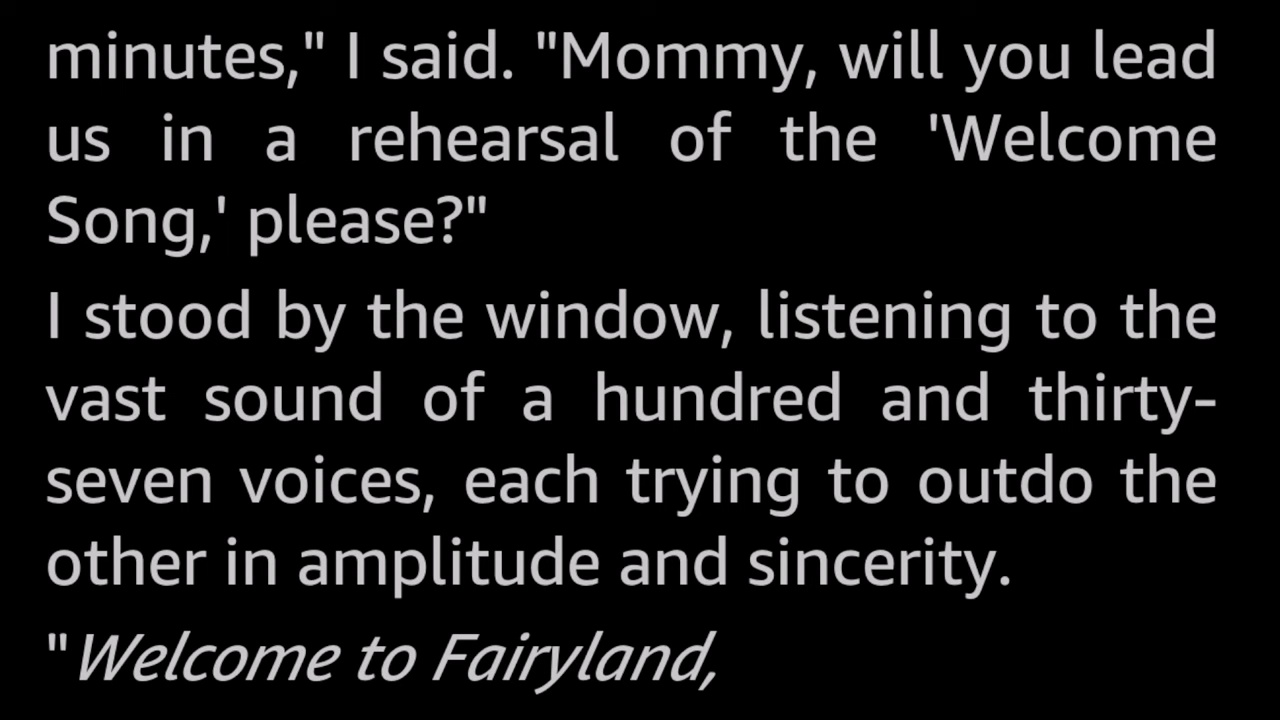 minutes," I said. "Mommy, will you lead
us in a rehearsal of the 'Welcome
Song,' please?"
I stood by the window, listening to the
vast sound of a hundred and thirty-
seven voices, each trying to outdo the
other in amplitude and sincerity.
"Welcome to Fairyland,